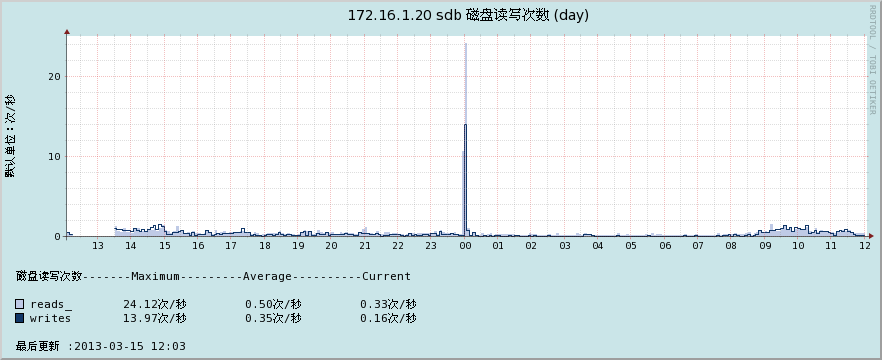 172.16.1.20 sdb 磁盘读写次数 (day)
RRDTOOL / TOBI OETIKER
默认单位：次/秒
20
10
0
13 14 15 16 17 18 19 20 21 22 23 00 01 02 03 04 05 06 07 08 09 10 11 12
磁盘读写次数-------Maximum---------Average----------Current
reads_ 24.12次/秒 0.50次/秒 0.33次/秒
writes 13.97次/秒 0.35次/秒 0.16次/秒
最后更新 :2013-03-15 12:03